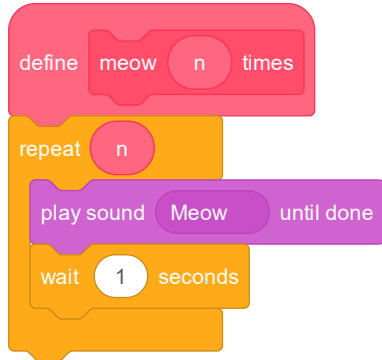 define meow n times
repeat n
play sound Meow until done
wait 1 seconds